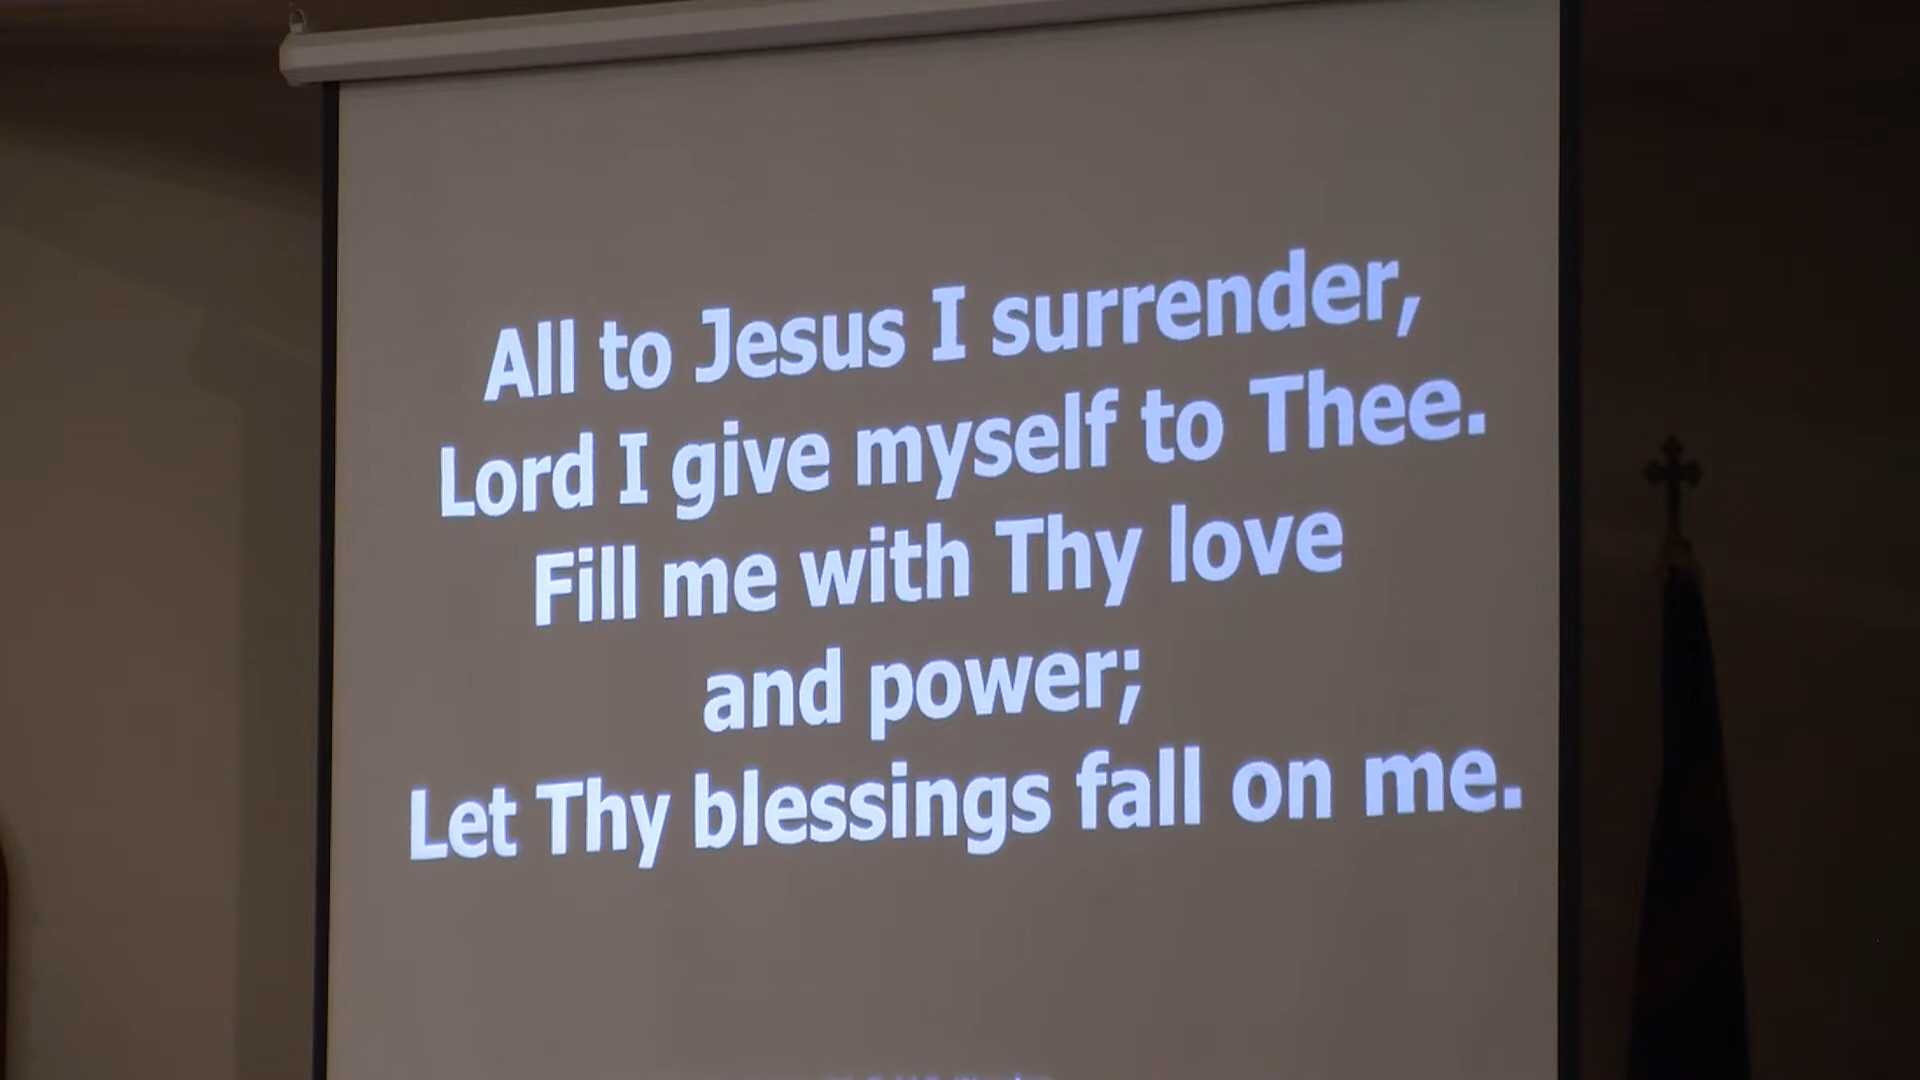 All to Jesus I surrender,
Lord I give myself to Thee.
Fill me with Thy love
and power;
Let Thy blessings fall on me.